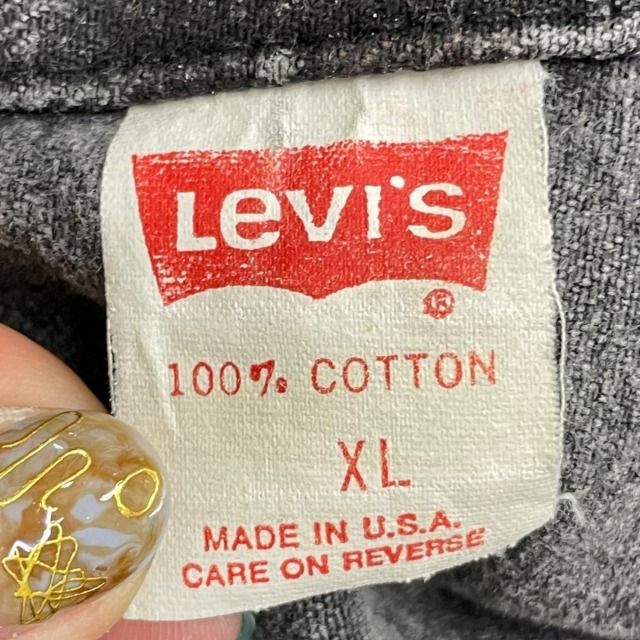 Levi's
®
100% COTTON
XL
MADE IN U.S.A.
CARE ON REVERSE